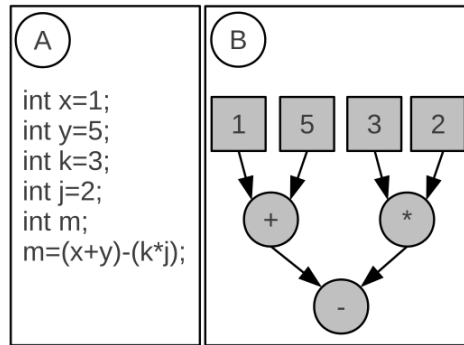 A
int x=1;
int y=5;
int k=3;
int j=2;
int m;
m=(x+y)-(k*j);
B
1 5 3 2
+ *
-